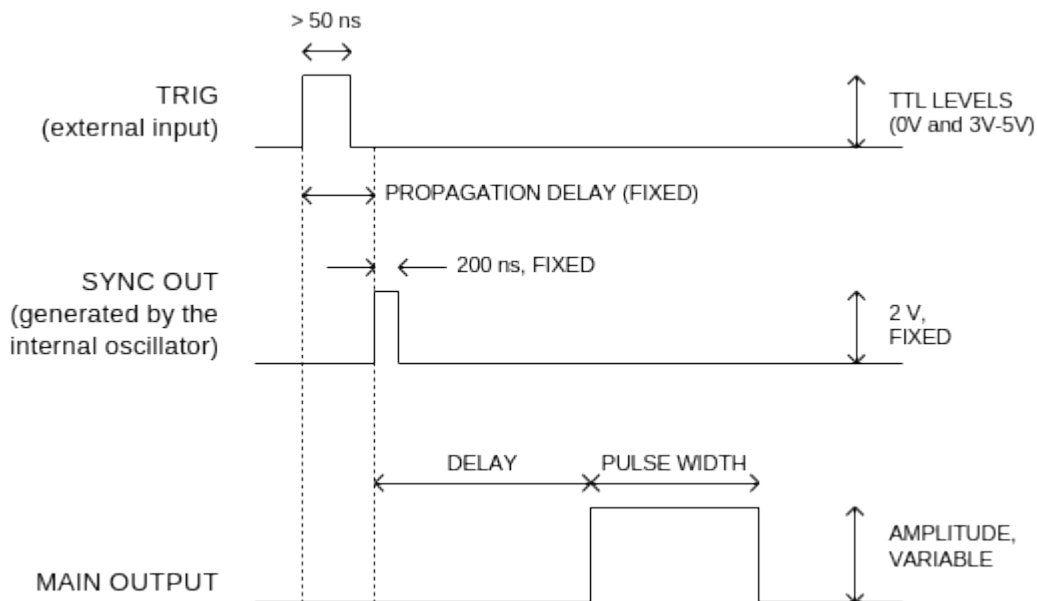 > 50 ns
TRIG
(external input)
TTL LEVELS
(0V and 3V-5V)
PROPAGATION DELAY (FIXED)
200 ns, FIXED
SYNC OUT
(generated by the
internal oscillator)
2 V,
FIXED
DELAY
PULSE WIDTH
AMPLITUDE,
VARIABLE
MAIN OUTPUT